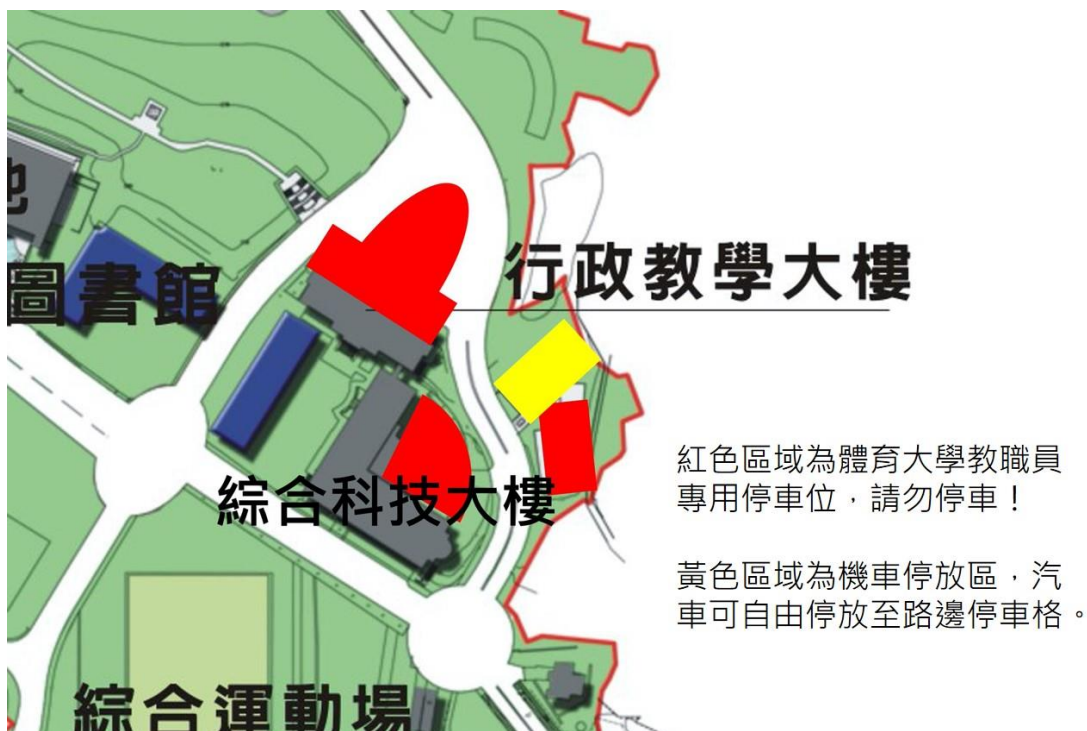 行政教學大樓
圖書館
綜合科技大樓
紅色區域為體育大學教職員
專用停車位，請勿停車！
黃色區域為機車停放區，汽
車可自由停放至路邊停車格。
綜合運動場